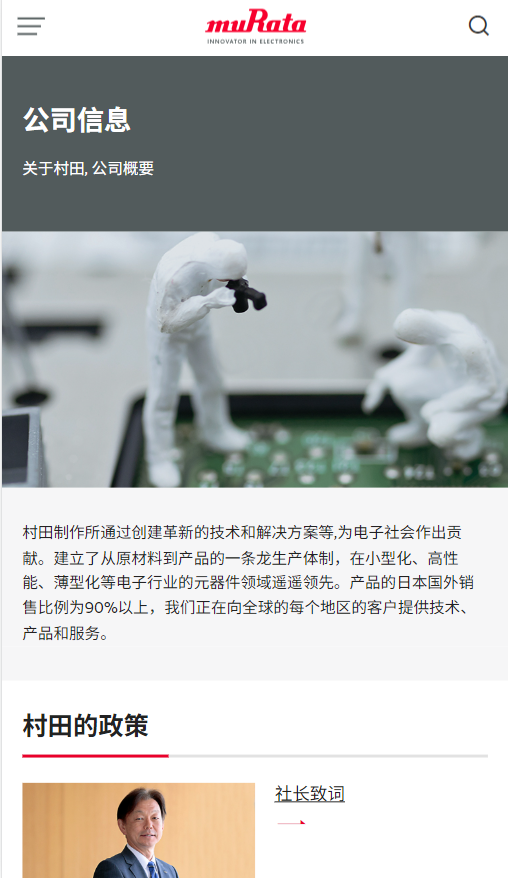 muRata
INNOVATOR IN ELECTRONICS
公司信息
关于村田, 公司概要
村田制作所通过创建革新的技术和解决方案等,为电子社会作出贡
献。建立了从原材料到产品的一条龙生产体制，在小型化、高性
能、薄型化等电子行业的元器件领域遥遥领先。产品的日本国外销
售比例为90%以上，我们正在向全球的每个地区的客户提供技术、
产品和服务。
村田的政策
社长致词